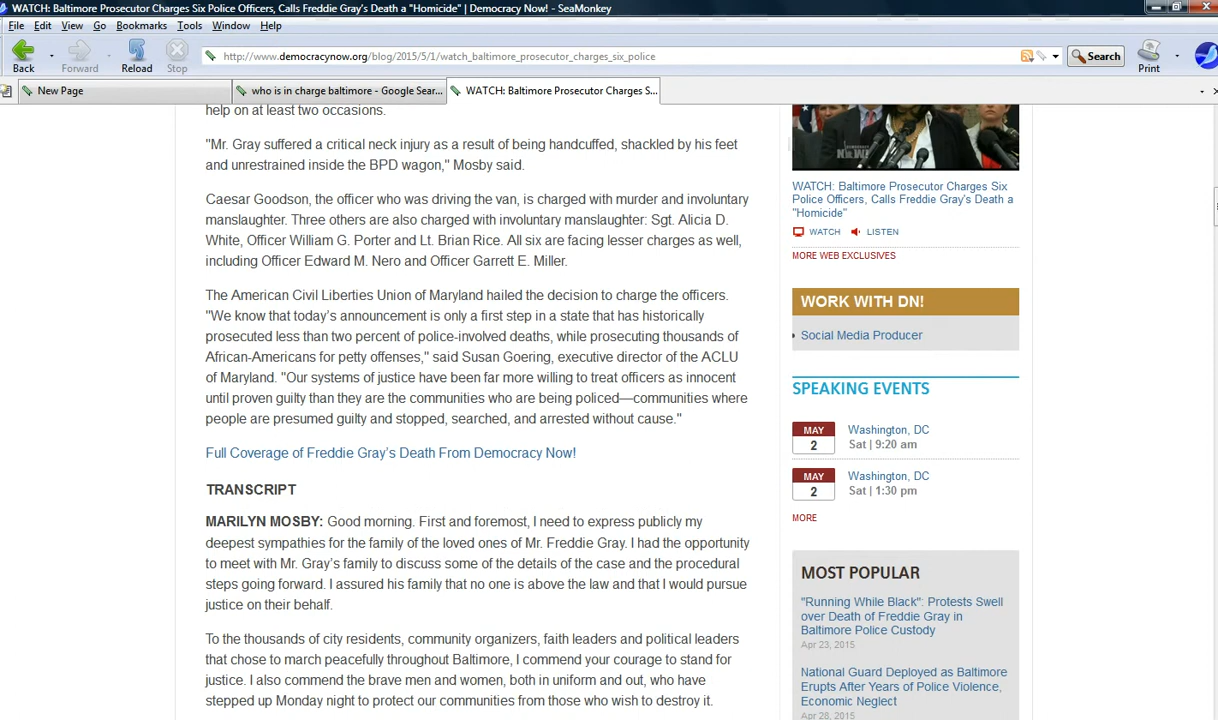 WATCH: Baltimore Prosecutor Charges Six Police Officers, Calls Freddie Gray's Death a "Homicide" | Democracy Now! - SeaMonkey
File Edit View Go Bookmarks Tools Window Help
http://www.democracynow.org/blog/2015/5/1/watch_baltimore_prosecutor_charges_six_police
Search
Back Forward Reload Stop Print
New Page
who is in charge baltimore - Google Sear...
WATCH: Baltimore Prosecutor Charges S...
help on at least two occasions.
"Mr. Gray suffered a critical neck injury as a result of being handcuffed, shackled by his feet
and unrestrained inside the BPD wagon," Mosby said.
Caesar Goodson, the officer who was driving the van, is charged with murder and involuntary
manslaughter. Three others are also charged with involuntary manslaughter: Sgt. Alicia D.
White, Officer William G. Porter and Lt. Brian Rice. All six are facing lesser charges as well,
including Officer Edward M. Nero and Officer Garrett E. Miller.
The American Civil Liberties Union of Maryland hailed the decision to charge the officers.
"We know that today's announcement is only a first step in a state that has historically
prosecuted less than two percent of police-involved deaths, while prosecuting thousands of
African-Americans for petty offenses," said Susan Goering, executive director of the ACLU
of Maryland. "Our systems of justice have been far more willing to treat officers as innocent
until proven guilty than they are the communities who are being policed—communities where
people are presumed guilty and stopped, searched, and arrested without cause."
Full Coverage of Freddie Gray's Death From Democracy Now!
TRANSCRIPT
MARILYN MOSBY: Good morning. First and foremost, I need to express publicly my
deepest sympathies for the family of the loved ones of Mr. Freddie Gray. I had the opportunity
to meet with Mr. Gray's family to discuss some of the details of the case and the procedural
steps going forward. I assured his family that no one is above the law and that I would pursue
justice on their behalf.
To the thousands of city residents, community organizers, faith leaders and political leaders
that chose to march peacefully throughout Baltimore, I commend your courage to stand for
justice. I also commend the brave men and women, both in uniform and out, who have
stepped up Monday night to protect our communities from those who wish to destroy it.
WATCH: Baltimore Prosecutor Charges Six
Police Officers, Calls Freddie Gray's Death a
"Homicide"
WATCH LISTEN
MORE WEB EXCLUSIVES
WORK WITH DN!
Social Media Producer
SPEAKING EVENTS
MAY
2
Washington, DC
Sat | 9:20 am
MAY
2
Washington, DC
Sat | 1:30 pm
MORE
MOST POPULAR
"Running While Black": Protests Swell
over Death of Freddie Gray in
Baltimore Police Custody
Apr 23, 2015
National Guard Deployed as Baltimore
Erupts After Years of Police Violence,
Economic Neglect
Apr 28, 2015